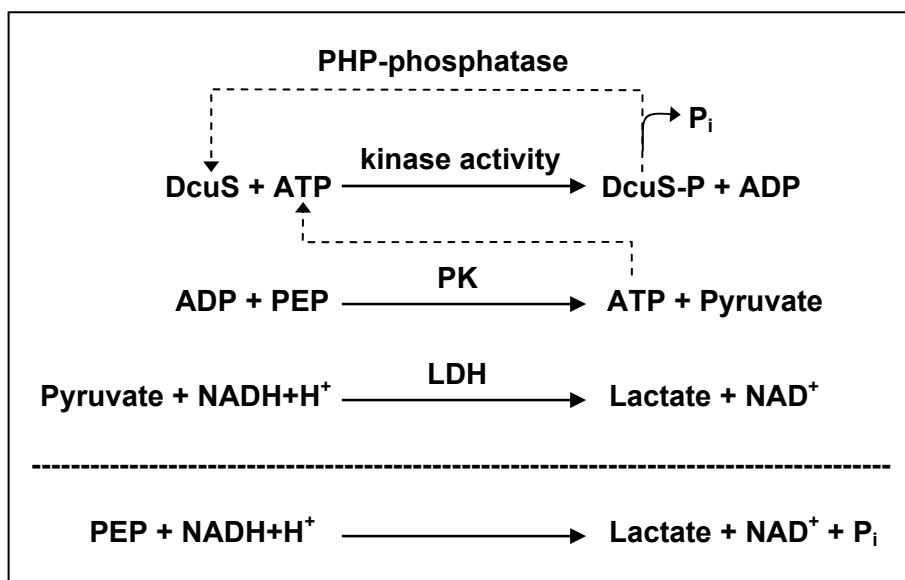 PHP-phosphatase
Pi
kinase activity
DcuS + ATP DcuS-P + ADP
PK
ADP + PEP ATP + Pyruvate
LDH
Pyruvate + NADH+H+ Lactate + NAD+
PEP + NADH+H+ Lactate + NAD+ + Pi